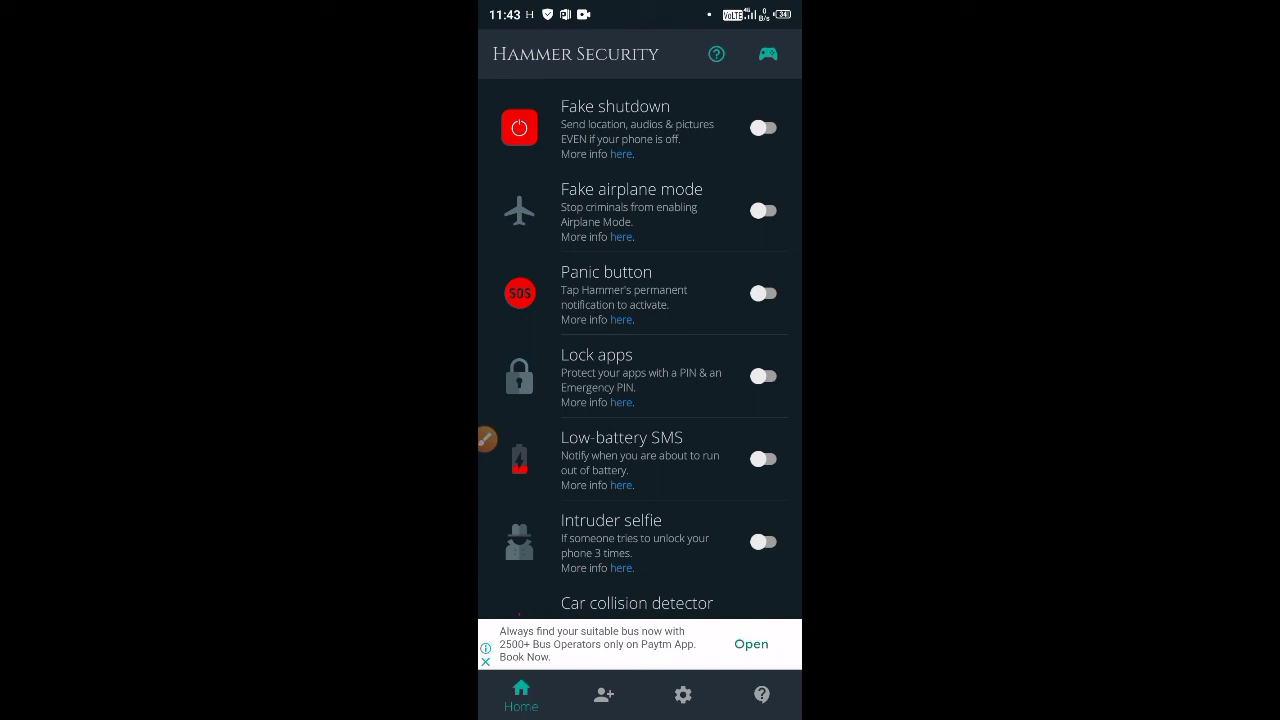 11:43 H
VoLTE 4G 0 B/s 34
HAMMER SECURITY
Fake shutdown
Send location, audios & pictures
EVEN if your phone is off.
More info here.
Fake airplane mode
Stop criminals from enabling
Airplane Mode.
More info here.
Panic button
SOS
Tap Hammer's permanent
notification to activate.
More info here.
Lock apps
Protect your apps with a PIN & an
Emergency PIN.
More info here.
Low-battery SMS
Notify when you are about to run
out of battery.
More info here.
Intruder selfie
If someone tries to unlock your
phone 3 times.
More info here.
Car collision detector
Always find your suitable bus now with
2500+ Bus Operators only on Paytm App.
Book Now.
Open
Home